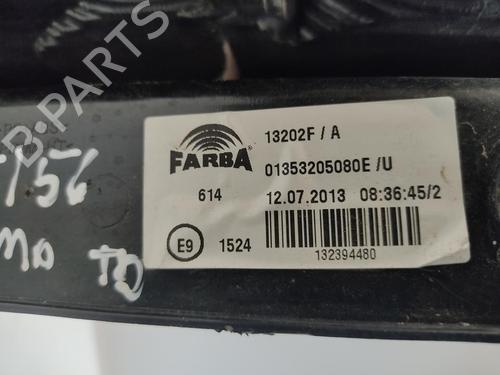 B-PARTS
13202F / A
FARBA
01353205080E /U
614
12.07.2013 08:36:45/2
E9
1524
132394480